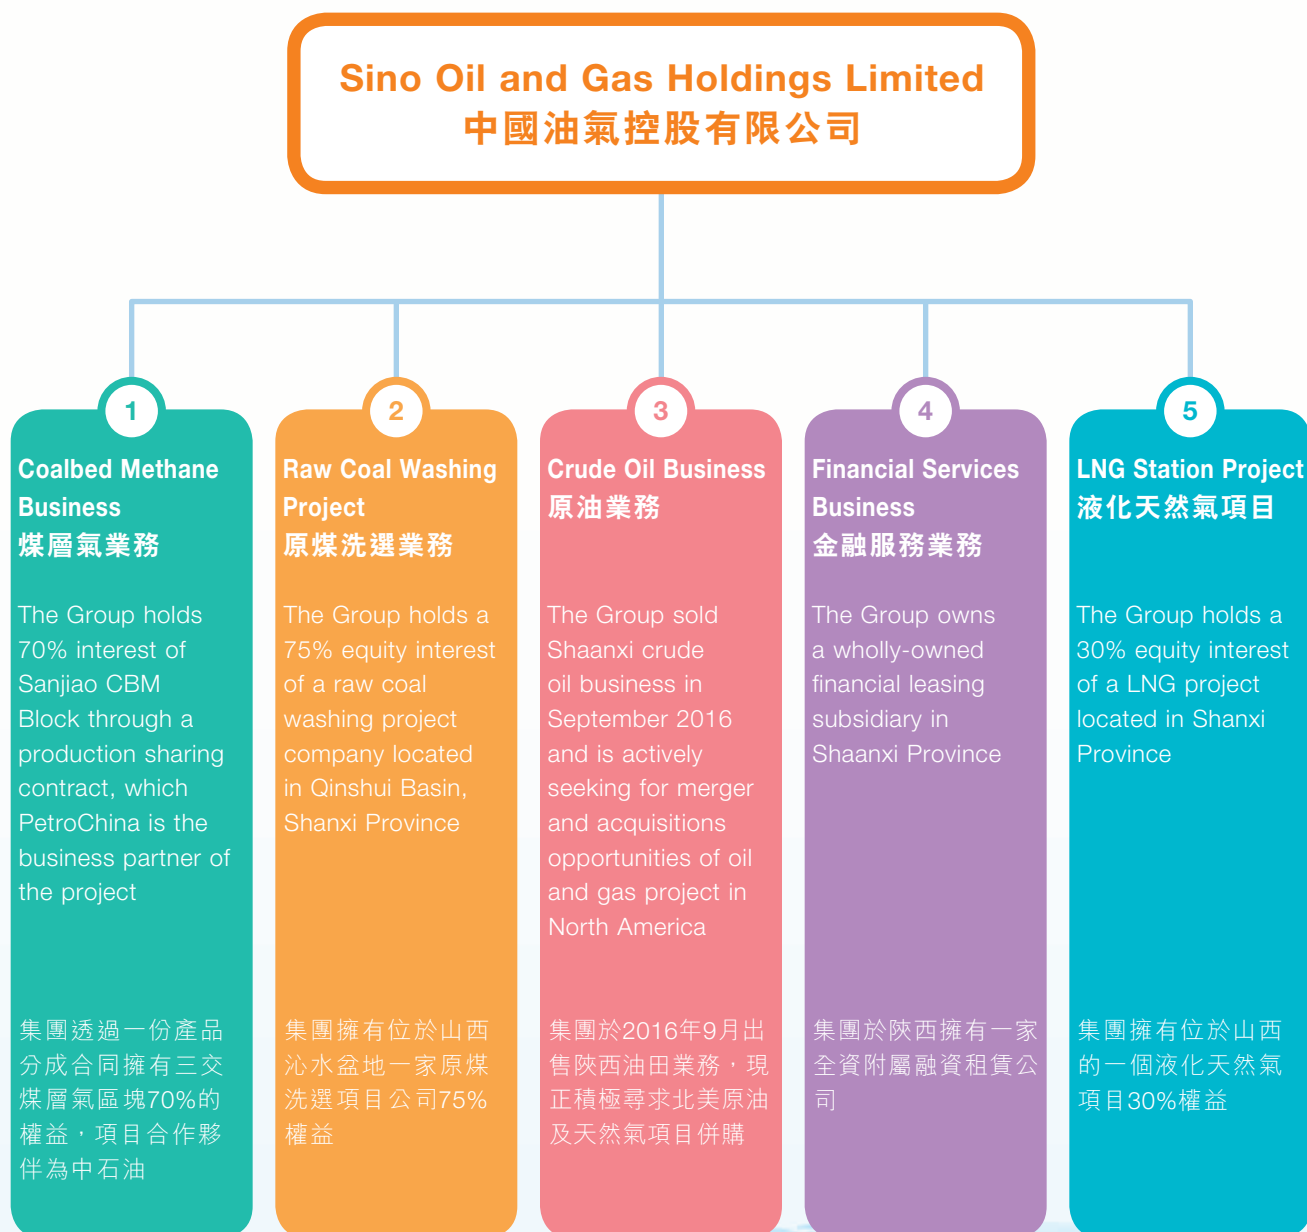 Sino Oil and Gas Holdings Limited
中國油氣控股有限公司
1
Coalbed Methane
Business
煤層氣業務
The Group holds
70% interest of
Sanjiao CBM
Block through a
production sharing
contract, which
PetroChina is the
business partner of
the project
集團透過一份產品
分成合同擁有三交
煤層氣區塊70%的
權益，項目合作夥
伴為中石油
2
Raw Coal Washing
Project
原煤洗選業務
The Group holds a
75% equity interest
of a raw coal
washing project
company located
in Qinshui Basin,
Shanxi Province
集團擁有位於山西
沁水盆地一家原煤
洗選項目公司75%
權益
3
Crude Oil Business
原油業務
The Group sold
Shaanxi crude
oil business in
September 2016
and is actively
seeking for merger
and acquisitions
opportunities of oil
and gas project in
North America
集團於2016年9月出
售陝西油田業務，現
正積極尋求北美原油
及天然氣項目併購
4
Financial Services
Business
金融服務業務
The Group owns
a wholly-owned
financial leasing
subsidiary in
Shaanxi Province
集團於陝西擁有一家
全資附屬融資租賃公
司
5
LNG Station Project
液化天然氣項目
The Group holds a
30% equity interest
of a LNG project
located in Shanxi
Province
集團擁有位於山西
的一個液化天然氣
項目30%權益